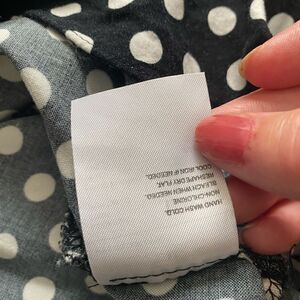 HAND WASH COLD.
NON-CHLORINE
BLEACH WHEN NEEDED.
RESHAPE DRY FLAT.
COOL IRON IF NEEDED.